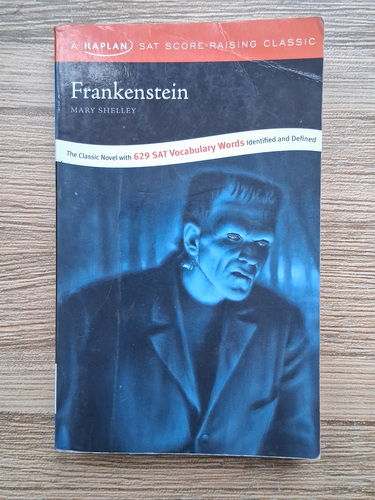 A KAPLAN SAT SCORE-RAISING CLASSIC
Frankenstein
MARY SHELLEY
The Classic Novel with 629 SAT Vocabulary Words Identified and Defined